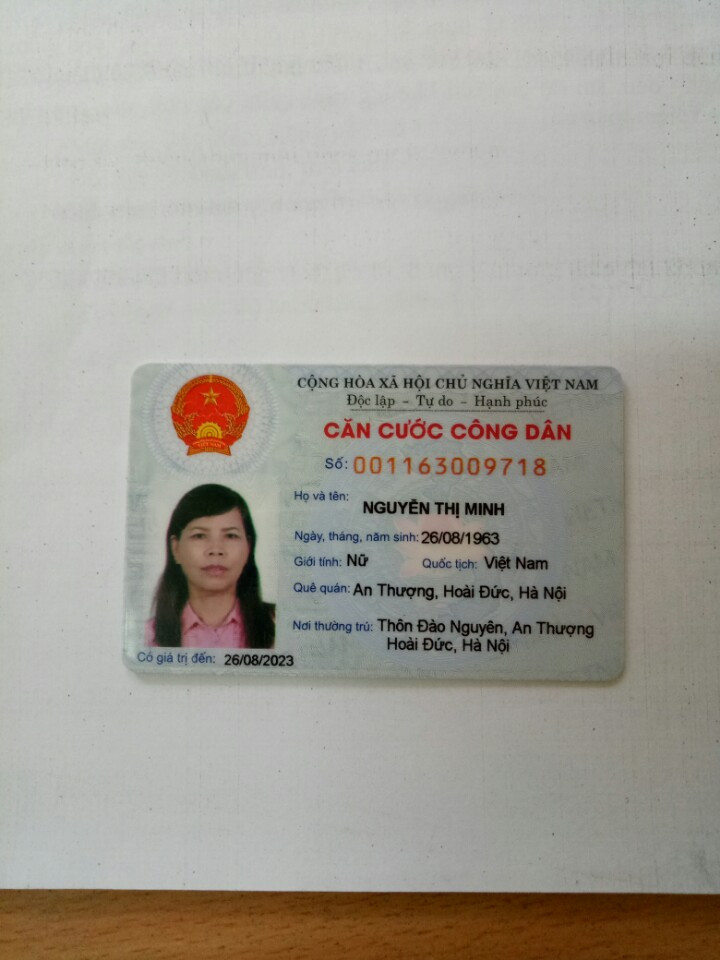 CỘNG HÒA XÃ HỘI CHỦ NGHĨA VIỆT NAM
Độc lập - Tự do - Hạnh phúc
CĂN CƯỚC CÔNG DÂN
Số: 001163009718
Họ và tên: NGUYỄN THỊ MINH
Ngày, tháng, năm sinh: 26/08/1963
Giới tính: Nữ Quốc tịch: Việt Nam
Quê quán: An Thượng, Hoài Đức, Hà Nội
Nơi thường trú: Thôn Đào Nguyên, An Thượng
Hoài Đức, Hà Nội
Có giá trị đến: 26/08/2023